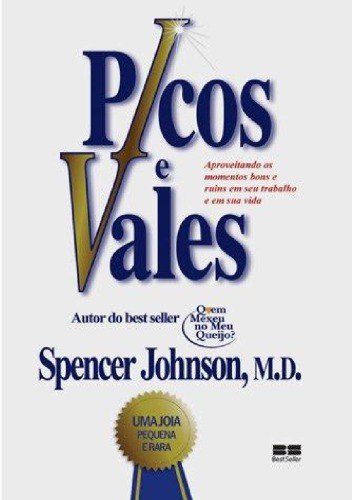 Picos
e
Vales
Aproveitando os
momentos bons e
ruins em seu trabalho
e em sua vida
Autor do best seller
Quem
Mexeu
no Meu
Queijo?
Spencer Johnson, M.D.
UMA JOIA
PEQUENA
E RARA
BS
BestSeller